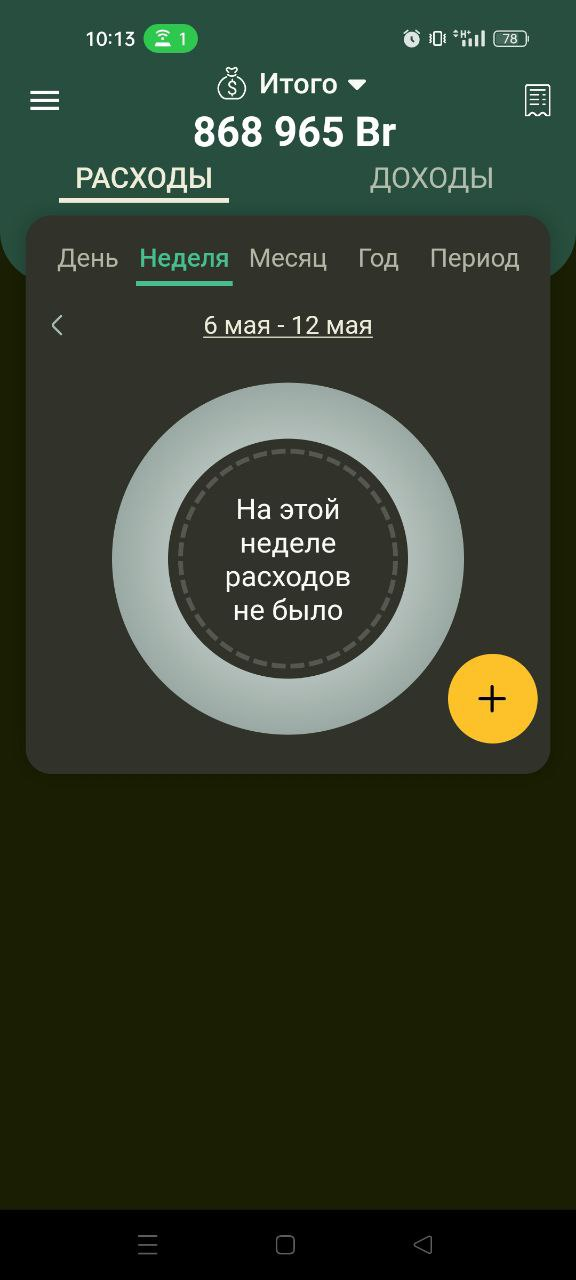 10:13 1 H+ 78
Итого
868 965 Br
РАСХОДЫ ДОХОДЫ
День Неделя Месяц Год Период
6 мая - 12 мая
На этой
неделе
расходов
не было